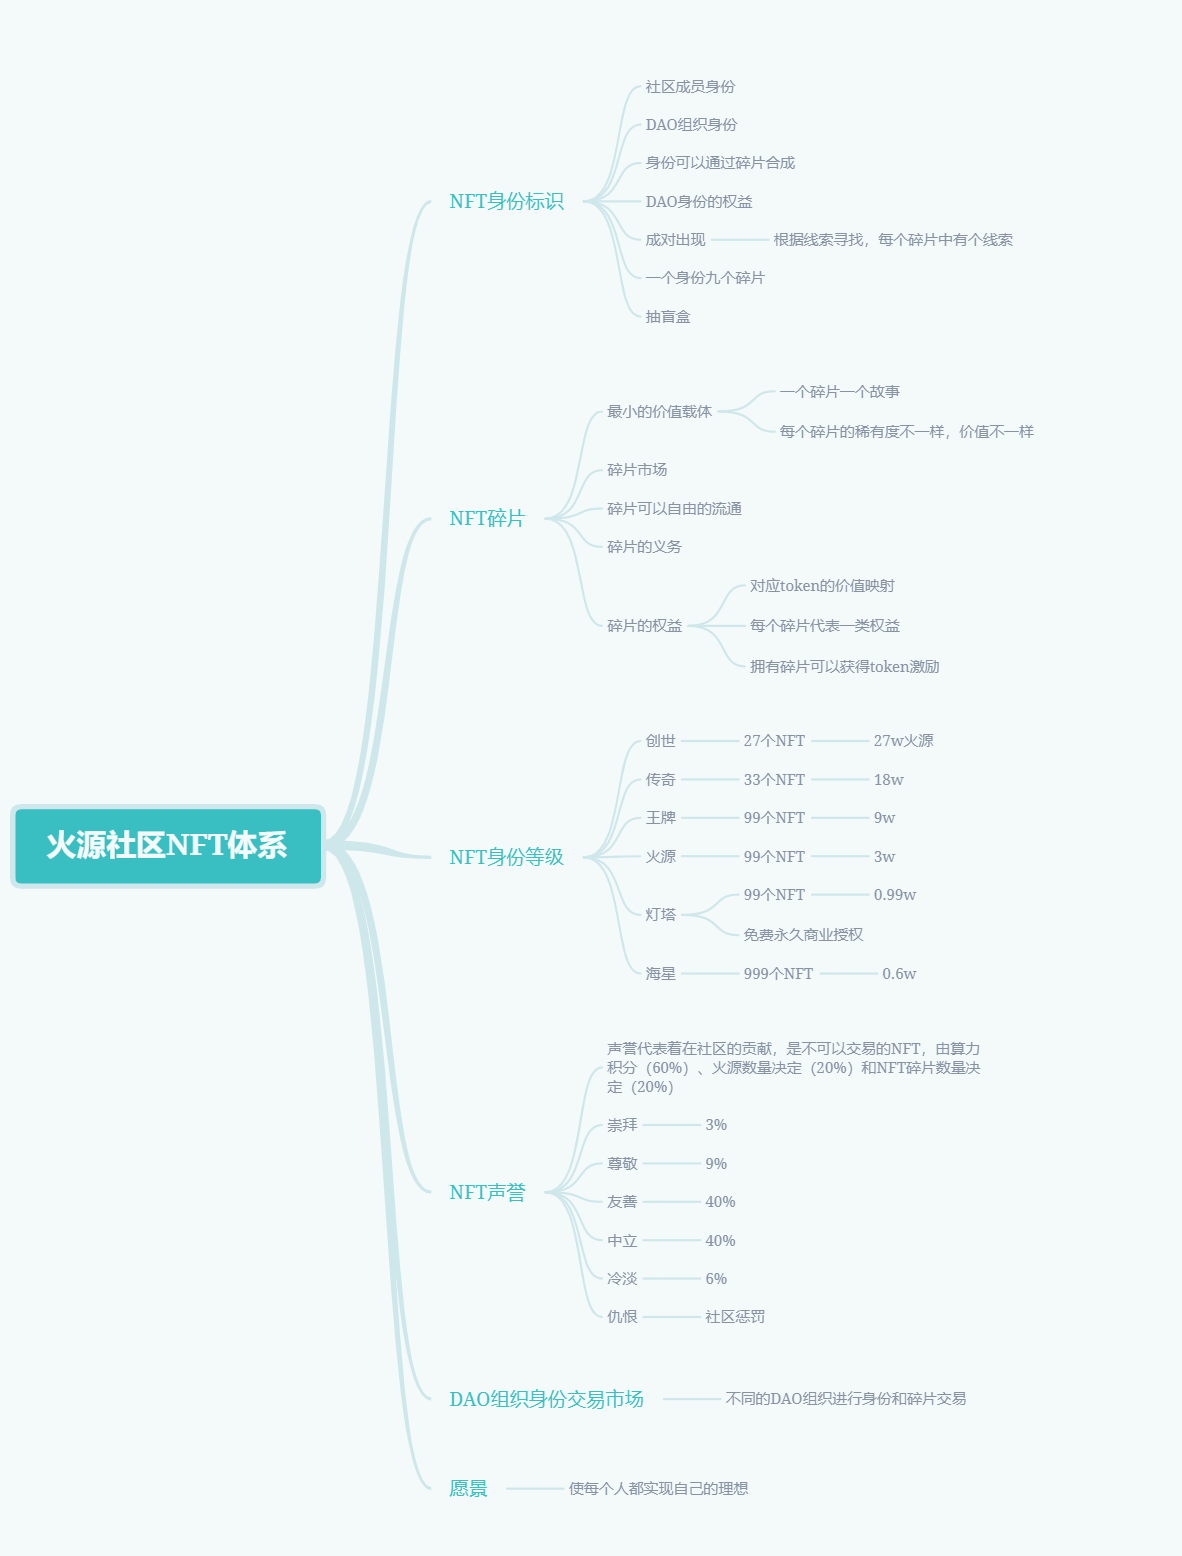 火源社区NFT体系
NFT身份标识
社区成员身份
DAO组织身份
身份可以通过碎片合成
DAO身份的权益
成对出现
根据线索寻找，每个碎片中有个线索
一个身份九个碎片
抽盲盒
NFT碎片
最小的价值载体
一个碎片一个故事
每个碎片的稀有度不一样，价值不一样
碎片市场
碎片可以自由的流通
碎片的义务
碎片的权益
对应token的价值映射
每个碎片代表一类权益
拥有碎片可以获得token激励
NFT身份等级
创世
27个NFT
27w火源
传奇
33个NFT
18w
王牌
99个NFT
9w
火源
99个NFT
3w
灯塔
99个NFT
0.99w
免费永久商业授权
海星
999个NFT
0.6w
NFT声誉
声誉代表着在社区的贡献，是不可以交易的NFT，由算力
积分（60%）、火源数量决定（20%）和NFT碎片数量决
定（20%）
崇拜
3%
尊敬
9%
友善
40%
中立
40%
冷淡
6%
仇恨
社区惩罚
DAO组织身份交易市场
不同的DAO组织进行身份和碎片交易
愿景
使每个人都实现自己的理想